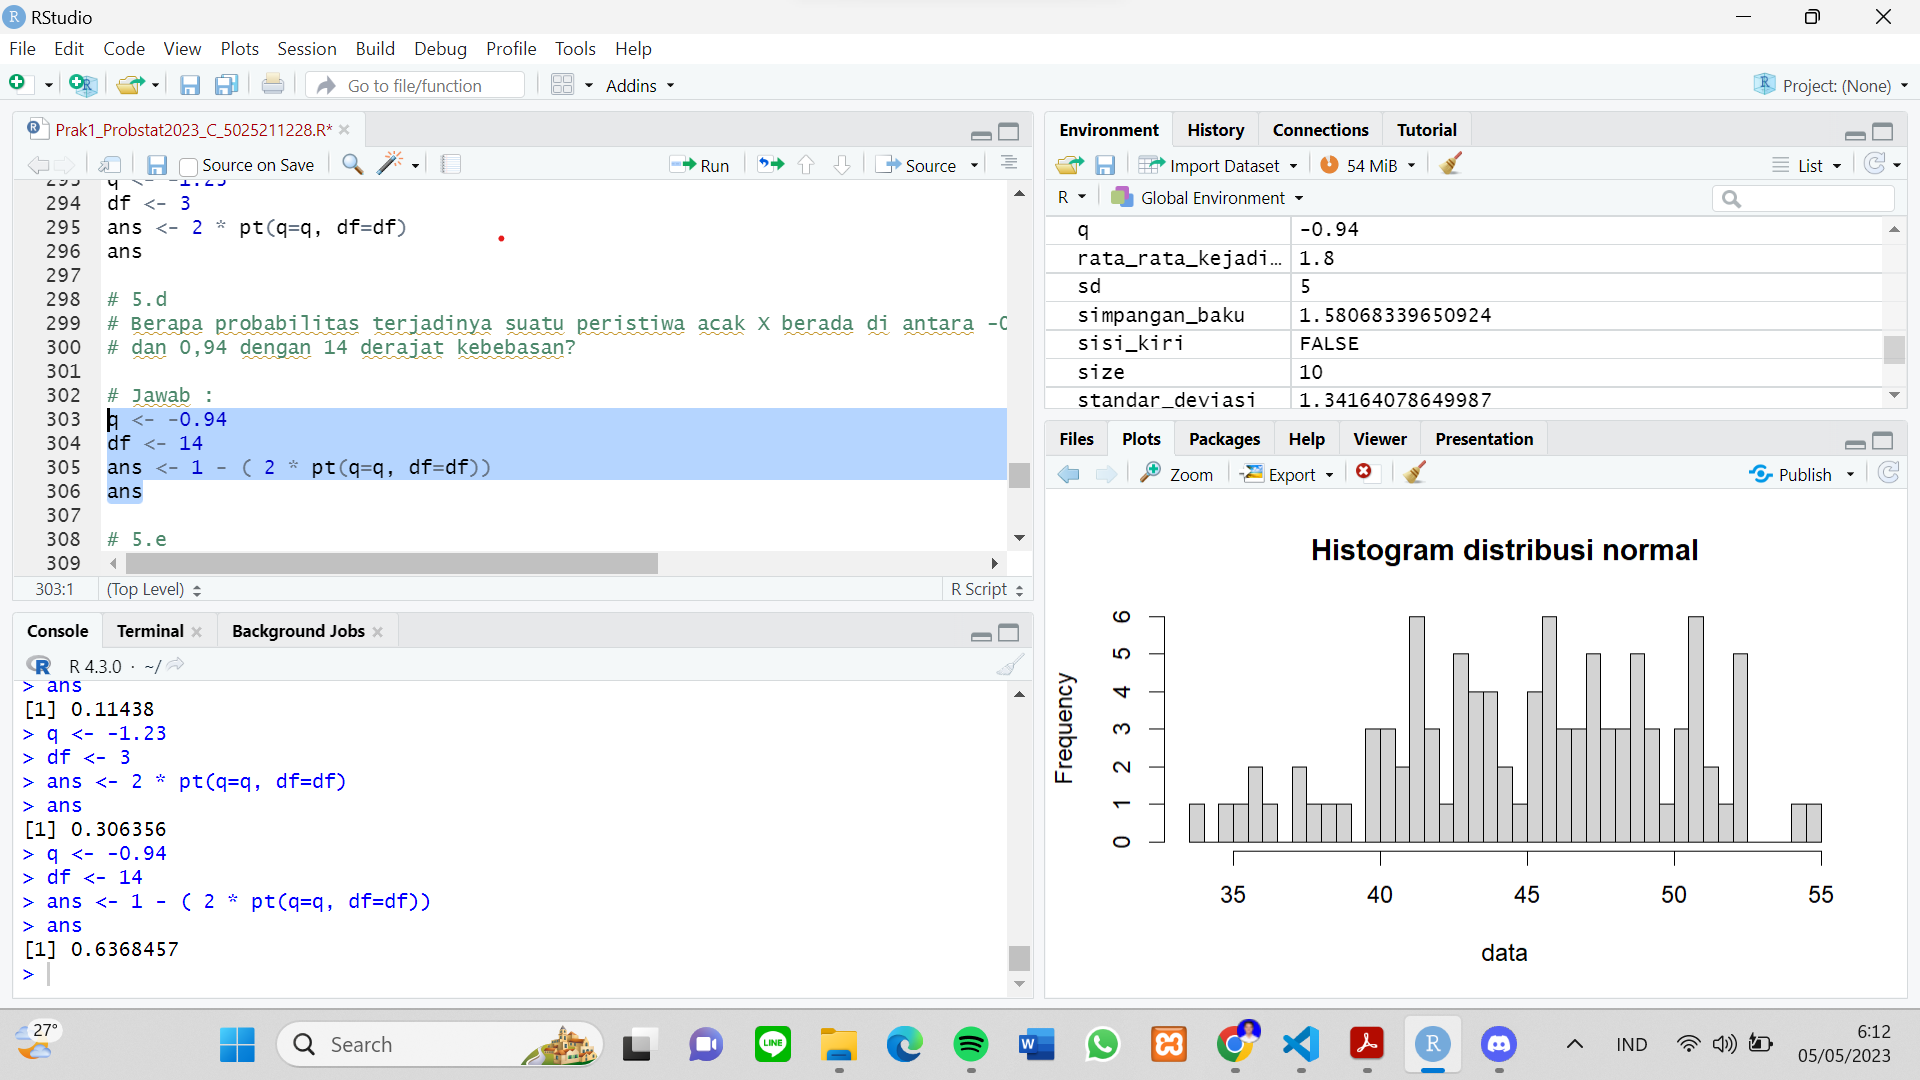 RStudio
File Edit Code View Plots Session Build Debug Profile Tools Help
Go to file/function Addins Project: (None)
Prak1_Probstat2023_C_5025211228.R*
Source on Save Run Source
293 q <- -1.23
294 df <- 3
295 ans <- 2 * pt(q=q, df=df)
296 ans
297
298 # 5.d
299 # Berapa probabilitas terjadinya suatu peristiwa acak X berada di antara -0
300 # dan 0,94 dengan 14 derajat kebebasan?
301
302 # Jawab :
303 q <- -0.94
304 df <- 14
305 ans <- 1 - ( 2 * pt(q=q, df=df))
306 ans
307
308 # 5.e
309
303:1 (Top Level) R Script
Console Terminal Background Jobs
R 4.3.0 · ~/
> ans
[1] 0.11438
> q <- -1.23
> df <- 3
> ans <- 2 * pt(q=q, df=df)
> ans
[1] 0.306356
> q <- -0.94
> df <- 14
> ans <- 1 - ( 2 * pt(q=q, df=df))
> ans
[1] 0.6368457
>
Environment History Connections Tutorial
Import Dataset 54 MiB List
R Global Environment
q -0.94
rata_rata_kejadi… 1.8
sd 5
simpangan_baku 1.58068339650924
sisi_kiri FALSE
size 10
standar_deviasi 1.34164078649987
Files Plots Packages Help Viewer Presentation
Zoom Export Publish
Histogram distribusi normal
Frequency
6
5
4
3
2
1
0
35 40 45 50 55
data
27° Search LINE W R IND 6:12
05/05/2023